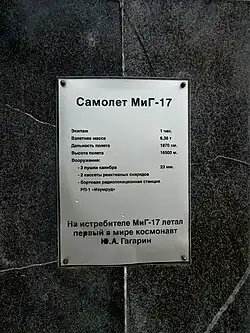 Самолет МиГ-17
Экипаж 1 чел.
Взлетная масса 6,38 т
Дальность полета 1870 км.
Высота полета 16500 м.
Вооружение:
- 3 пушки калибра 23 мм.
- 2 кассеты реактивных снарядов
- бортовая радиолокационная станция
РП-1 «Изумруд»
На истребителе МиГ-17 летал
первый в мире космонавт
Ю.А. Гагарин